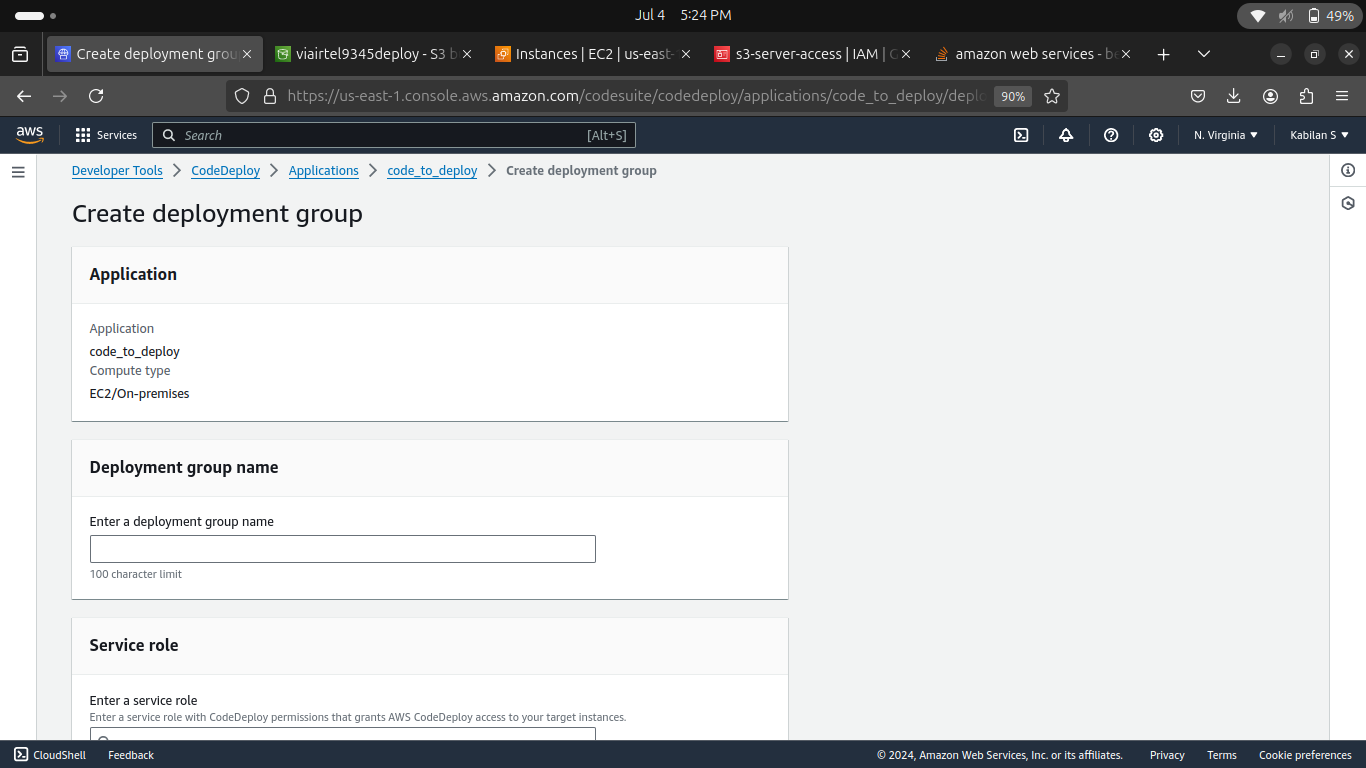 Jul 4 5:24 PM
49%
Create deployment grou
viairtel9345deploy - S3 b
Instances | EC2 | us-east-
s3-server-access | IAM | G
amazon web services - be
https://us-east-1.console.aws.amazon.com/codesuite/codedeploy/applications/code_to_deploy/deplo
90%
aws
Services
Search
[Alt+S]
N. Virginia
Kabilan S
Developer Tools
CodeDeploy
Applications
code_to_deploy
Create deployment group
Create deployment group
Application
Application
code_to_deploy
Compute type
EC2/On-premises
Deployment group name
Enter a deployment group name
100 character limit
Service role
Enter a service role
Enter a service role with CodeDeploy permissions that grants AWS CodeDeploy access to your target instances.
CloudShell
Feedback
© 2024, Amazon Web Services, Inc. or its affiliates.
Privacy
Terms
Cookie preferences